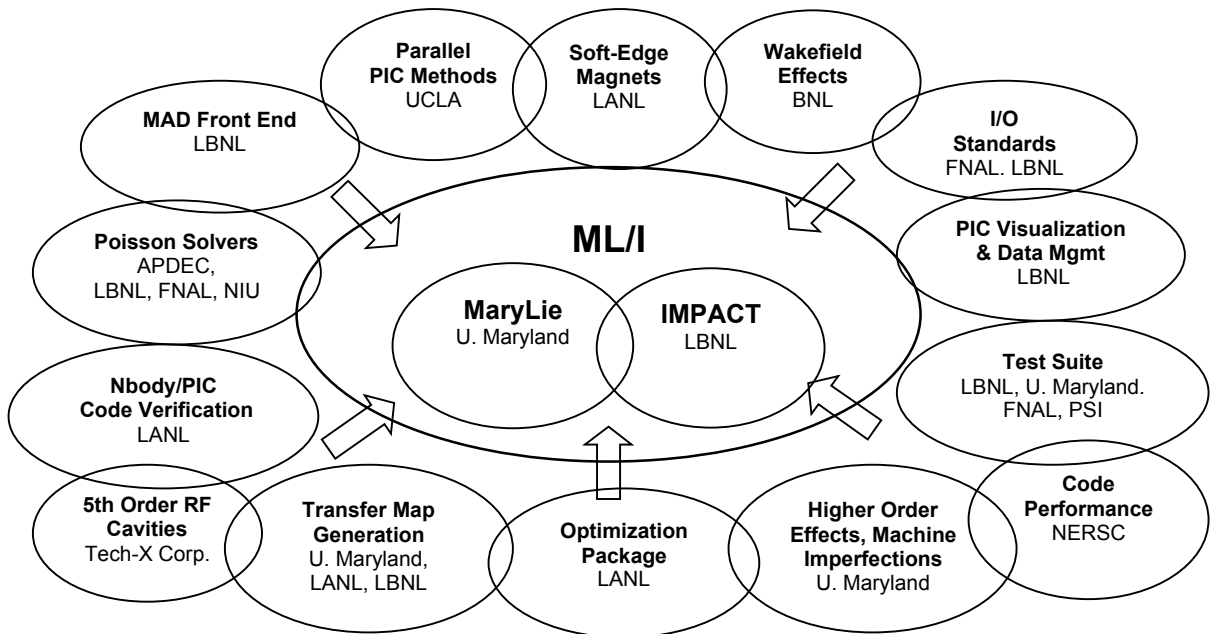 Parallel
PIC Methods
UCLA
Soft-Edge
Magnets
LANL
Wakefield
Effects
BNL
MAD Front End
LBNL
I/O
Standards
FNAL. LBNL
Poisson Solvers
APDEC,
LBNL, FNAL, NIU
PIC Visualization
& Data Mgmt
LBNL
ML/I
MaryLie
U. Maryland
IMPACT
LBNL
Nbody/PIC
Code Verification
LANL
Test Suite
LBNL, U. Maryland.
FNAL, PSI
5th Order RF
Cavities
Tech-X Corp.
Transfer Map
Generation
U. Maryland,
LANL, LBNL
Optimization
Package
LANL
Higher Order
Effects, Machine
Imperfections
U. Maryland
Code
Performance
NERSC